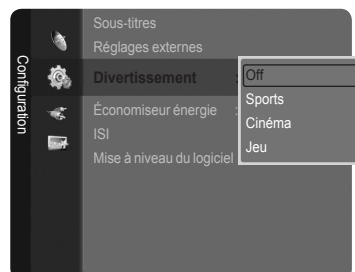 Configuration
Sous-titres
Réglages externes
Divertissement :
Off
Sports
Économiseur énergie :
Cinéma
ISI
Jeu
Mise à niveau du logiciel